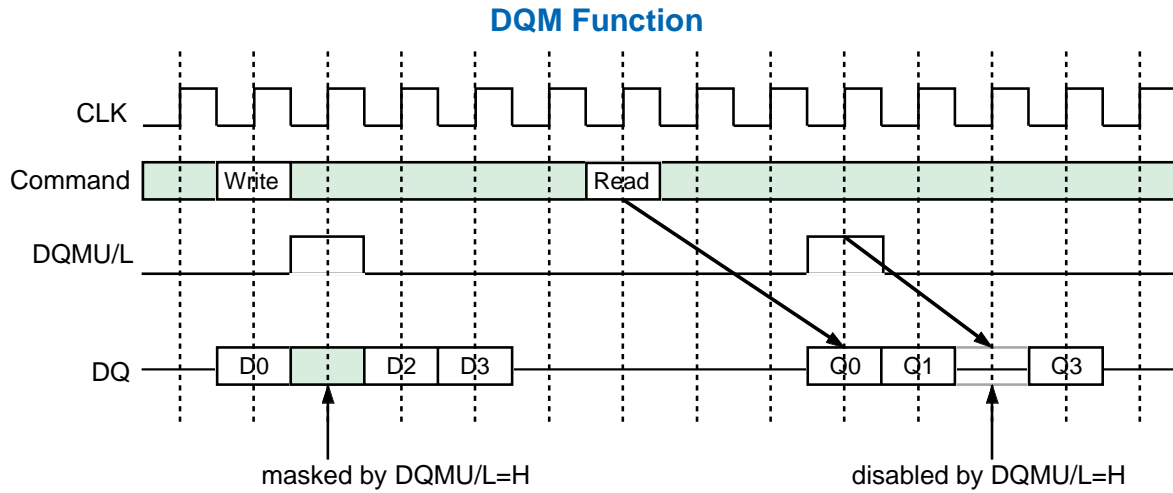 DQM Function
CLK
Command Write Read
DQMU/L
DQ D0 D2 D3 Q0 Q1 Q3
masked by DQMU/L=H disabled by DQMU/L=H